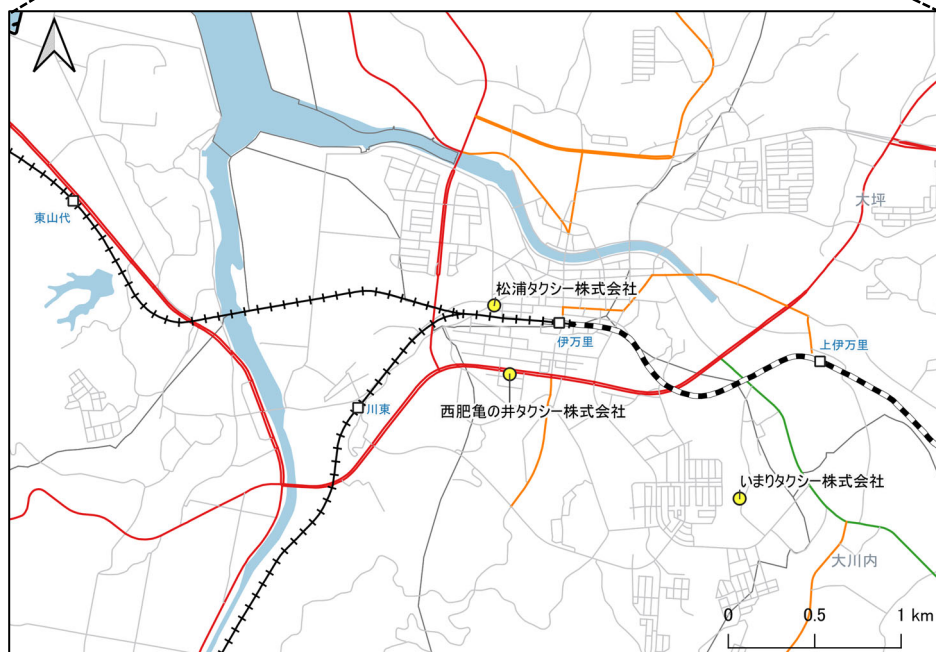 大坪
東山代
松浦タクシー株式会社
伊万里
上伊万里
川東
西肥亀の井タクシー株式会社
いまりタクシー株式会社
大川内
0 0.5 1 km